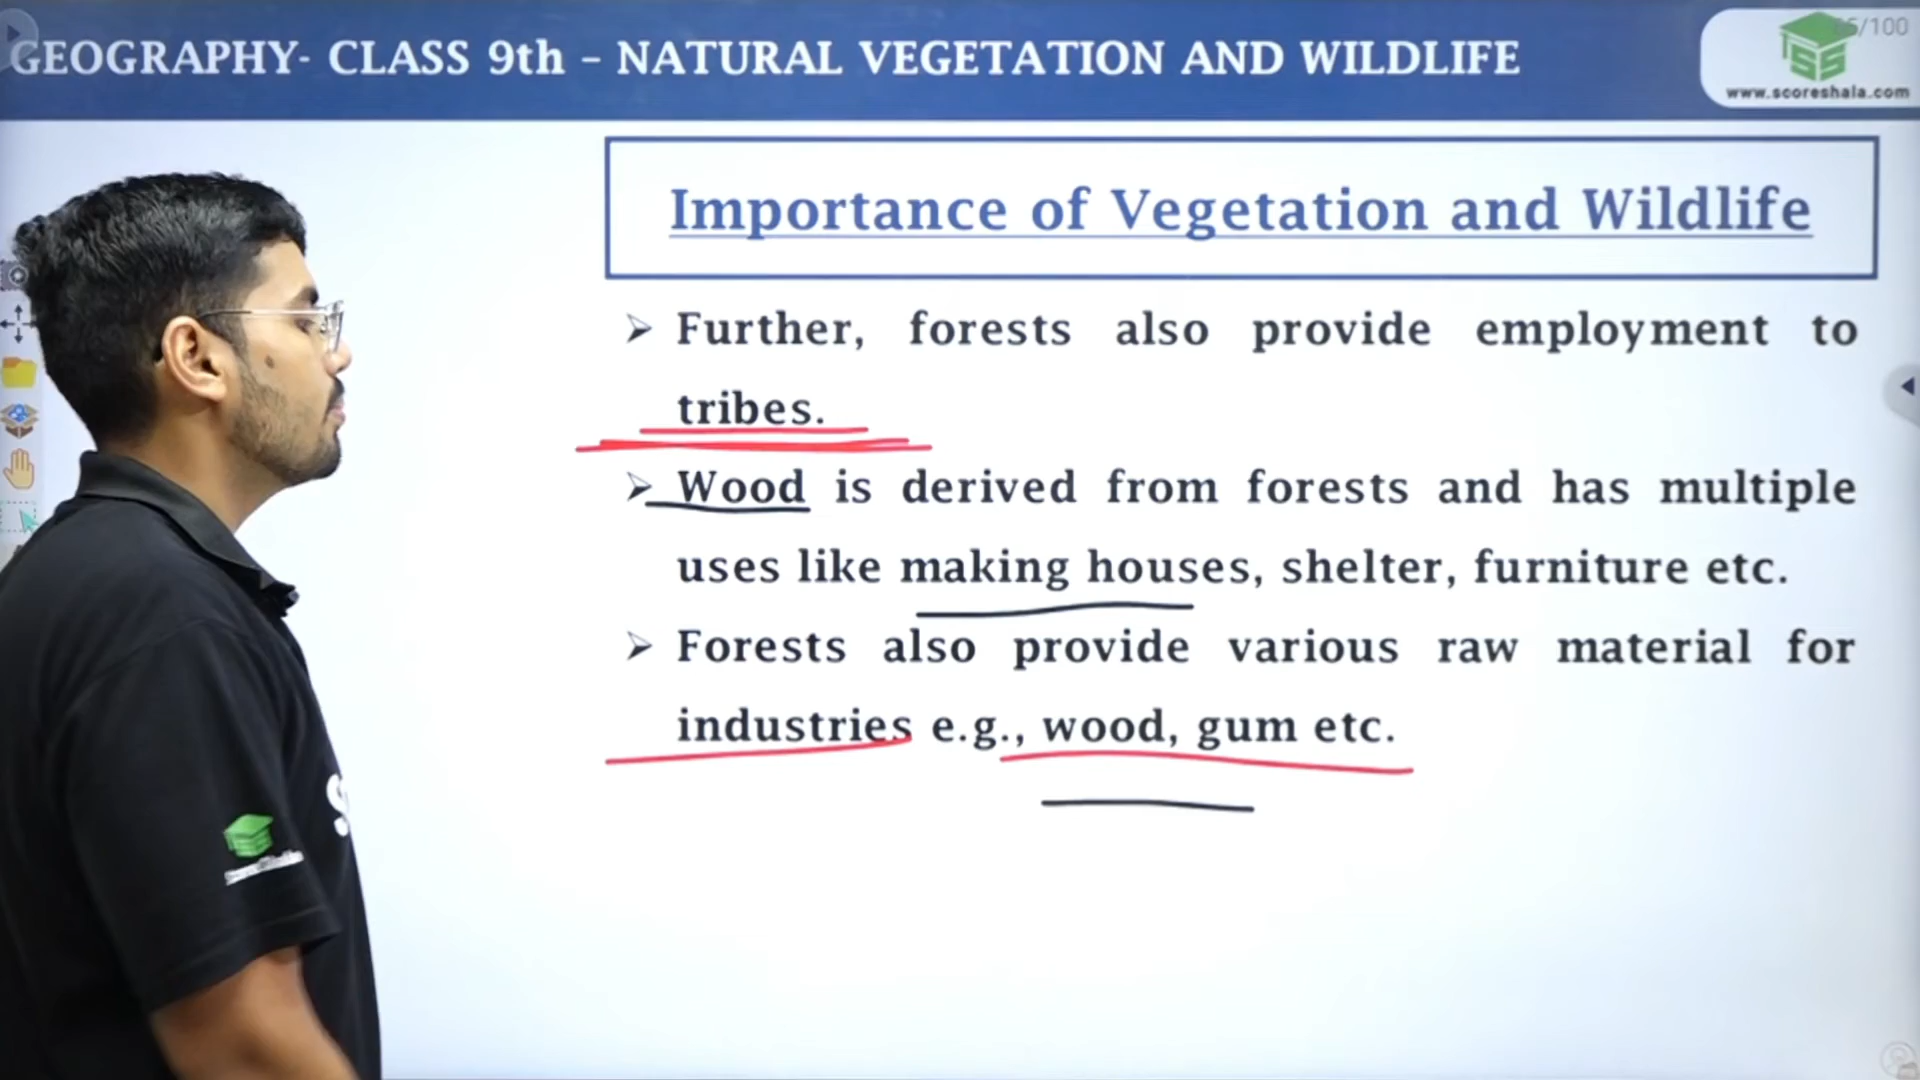 GEOGRAPHY- CLASS 9th – NATURAL VEGETATION AND WILDLIFE
/100
www.scoreshala.com
Importance of Vegetation and Wildlife
➢ Further, forests also provide employment to
tribes.
➢ Wood is derived from forests and has multiple
uses like making houses, shelter, furniture etc.
➢ Forests also provide various raw material for
industries e.g., wood, gum etc.